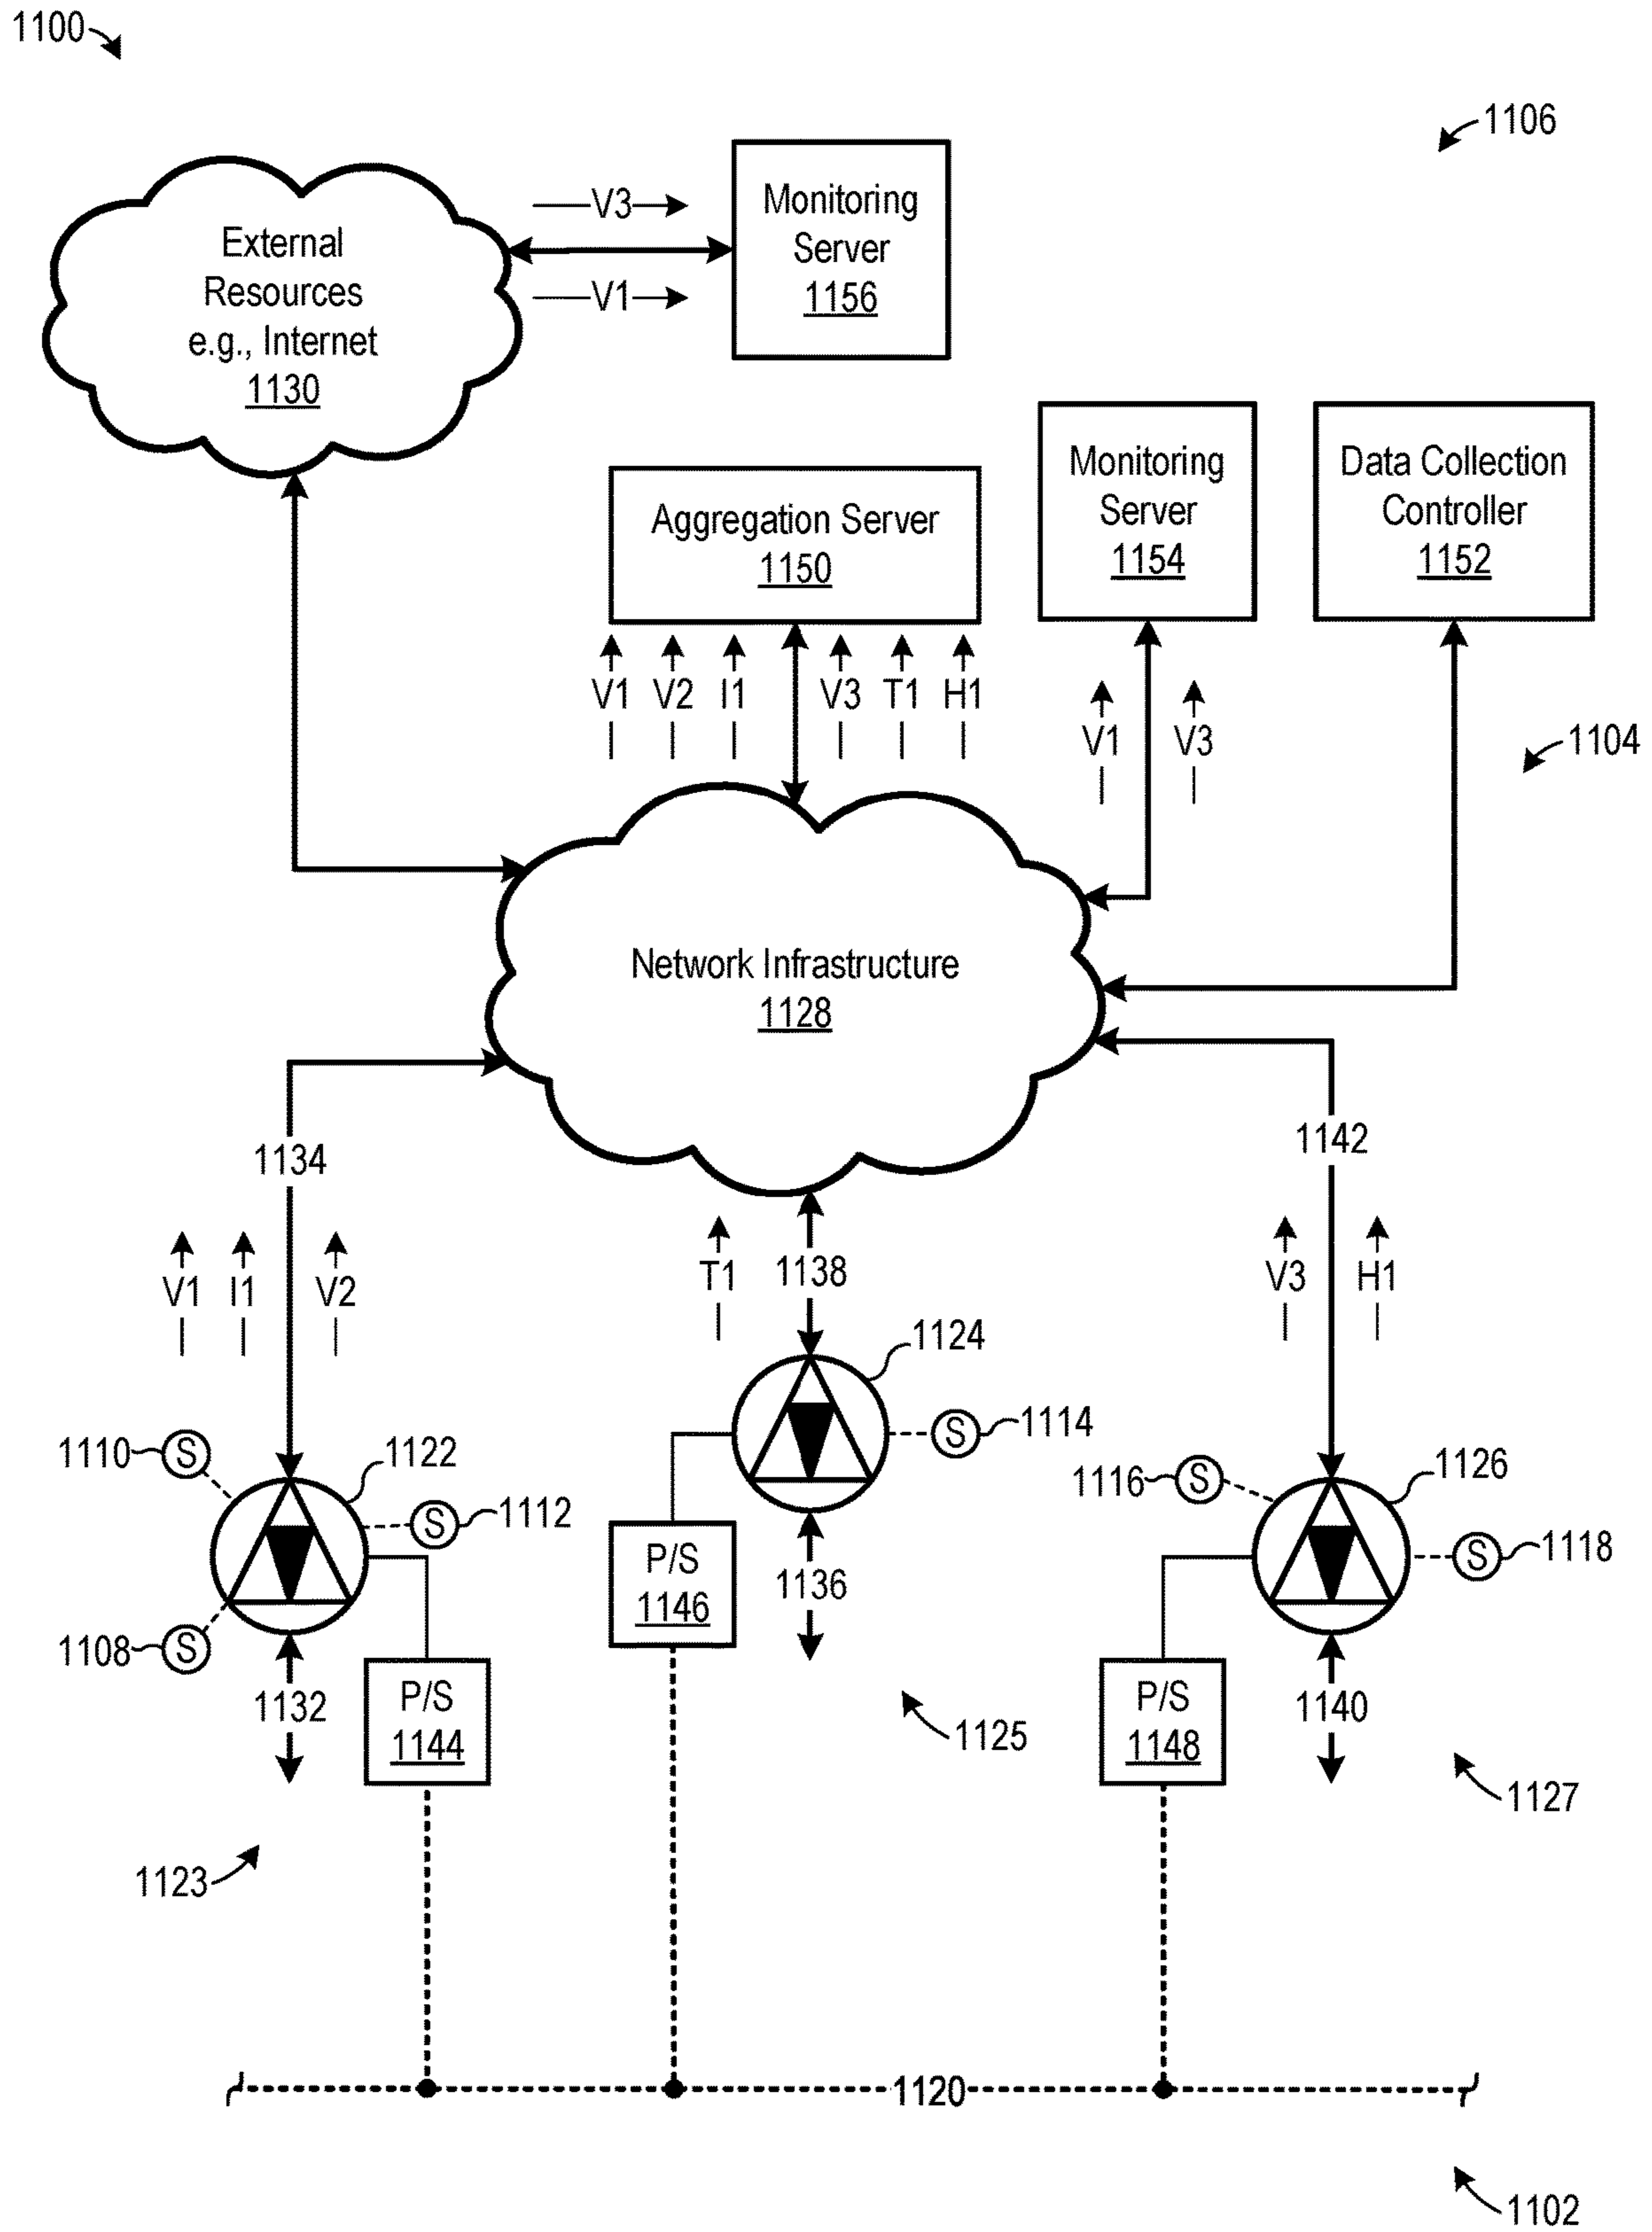 1100
1106
External
Resources
e.g., Internet
1130
V3
V1
Monitoring
Server
1156
Aggregation Server
1150
Monitoring
Server
1154
Data Collection
Controller
1152
V1 V2 I1 V3 T1 H1
V1 V3
1104
Network Infrastructure
1128
1134
1142
V1 I1 V2
T1
1138
V3 H1
1124
1110 S
1122
S 1112
S 1114
1116 S
1126
S 1118
1108 S
1132
P/S
1144
P/S
1146
1136
P/S
1148
1140
1125
1127
1123
1120
1102